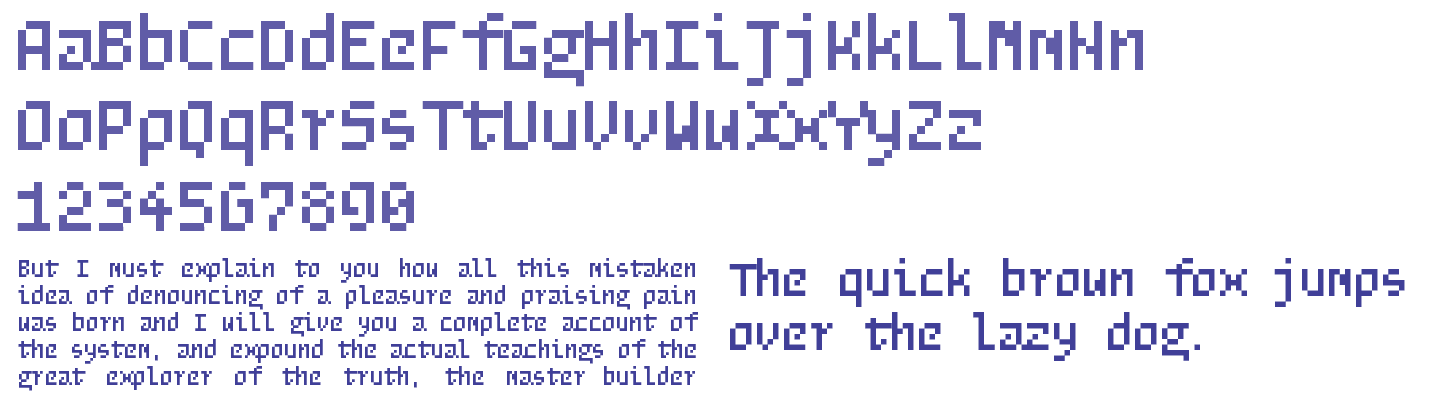 AaBbCcDdEeFfGgHhIiJjKkLlMmNn
OoPpQqRrSsTtUuVvWwXxYyZz
1234567890
But I must explain to you how all this mistaken
idea of denouncing of a pleasure and praising pain
was born and I will give you a complete account of
the system, and expound the actual teachings of the
great explorer of the truth, the master builder
The quick brown fox jumps
over the lazy dog.